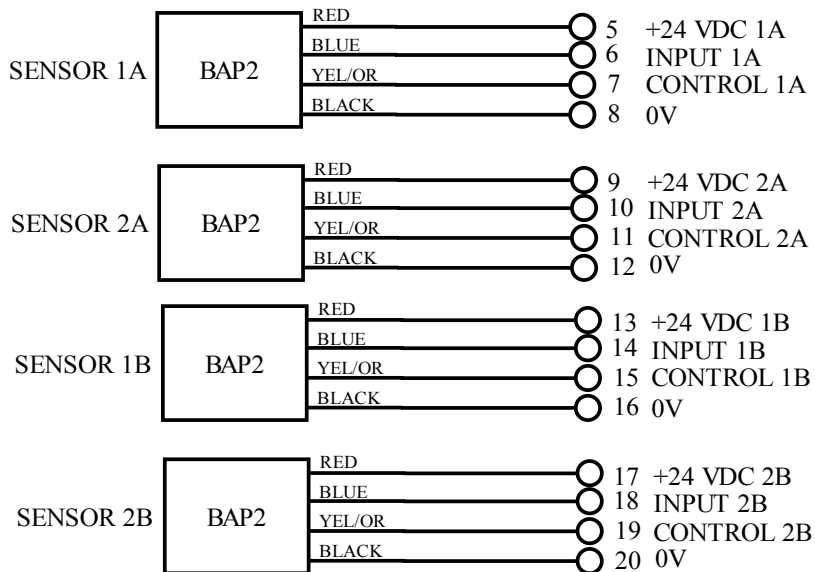 RED 5 +24 VDC 1A
BLUE 6 INPUT 1A
SENSOR 1A BAP2 YEL/OR 7 CONTROL 1A
BLACK 8 0V
RED 9 +24 VDC 2A
BLUE 10 INPUT 2A
SENSOR 2A BAP2 YEL/OR 11 CONTROL 2A
BLACK 12 0V
RED 13 +24 VDC 1B
BLUE 14 INPUT 1B
SENSOR 1B BAP2 YEL/OR 15 CONTROL 1B
BLACK 16 0V
RED 17 +24 VDC 2B
BLUE 18 INPUT 2B
SENSOR 2B BAP2 YEL/OR 19 CONTROL 2B
BLACK 20 0V